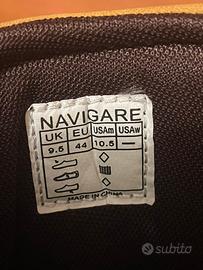 NAVIGARE
UK EU USAm USAw
9.5 44 10.5 —
MADE IN CHINA
subito